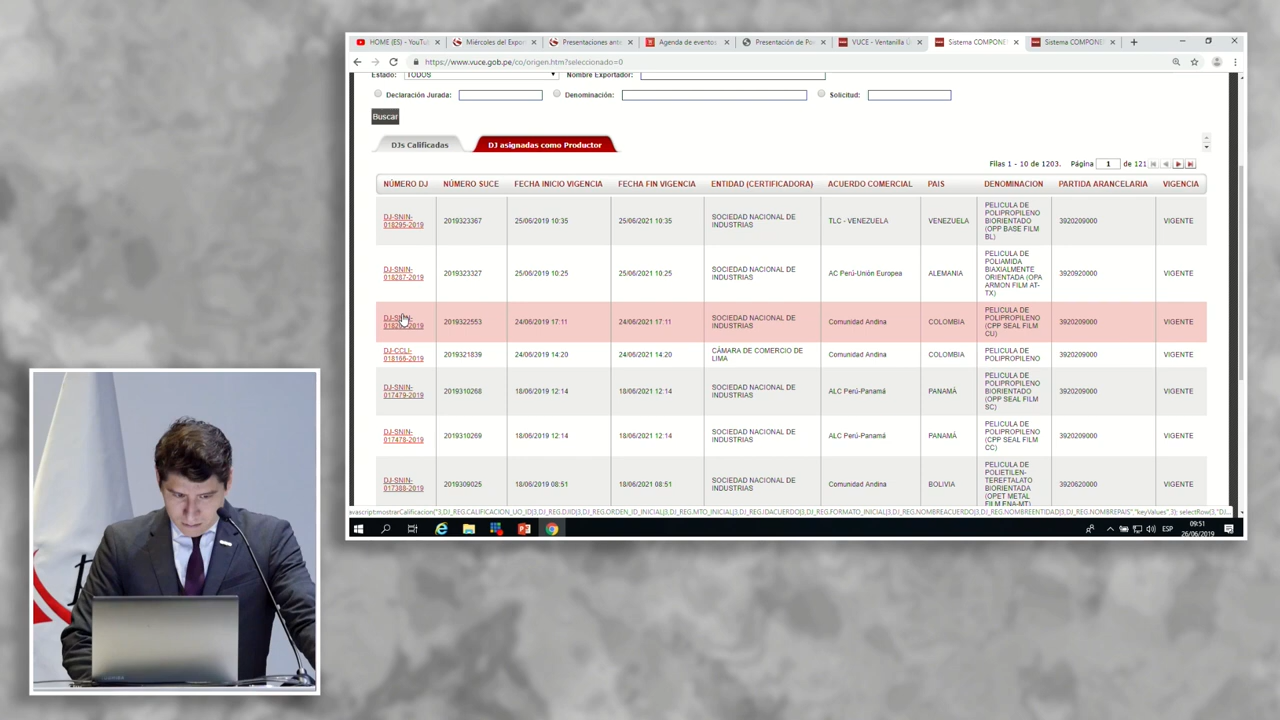 HOME (ES) - YouTu
Miércoles del Expor
Presentaciones ante
Agenda de eventos
Presentación de Po
VUCE - Ventanilla U
Sistema COMPONE
Sistema COMPONE
https://www.vuce.gob.pe/co/origen.htm?seleccionado=0
Estado: TODOS Nombre Exportador:
Declaración Jurada: Denominación: Solicitud:
Buscar
DJs Calificadas DJ asignadas como Productor
Filas 1 - 10 de 1203. Página 1 de 121
NÚMERO DJ NÚMERO SUCE FECHA INICIO VIGENCIA FECHA FIN VIGENCIA ENTIDAD (CERTIFICADORA) ACUERDO COMERCIAL PAIS DENOMINACION PARTIDA ARANCELARIA VIGENCIA
DJ-SNIN-
018295-2019
2019323367
25/06/2019 10:35
25/06/2021 10:35
SOCIEDAD NACIONAL DE
INDUSTRIAS
TLC - VENEZUELA
VENEZUELA
PELICULA DE
POLIPROPILENO
BIORIENTADO
(OPP BASE FILM
BL)
3920209000
VIGENTE
DJ-SNIN-
018287-2019
2019323327
25/06/2019 10:25
25/06/2021 10:25
SOCIEDAD NACIONAL DE
INDUSTRIAS
AC Perú-Unión Europea
ALEMANIA
PELICULA DE
POLIAMIDA
BIAXIALMENTE
ORIENTADA (OPA
ARMON FILM AT-
TX)
3920920000
VIGENTE
2019322553
24/06/2019 17:11
24/06/2021 17:11
SOCIEDAD NACIONAL DE
INDUSTRIAS
Comunidad Andina
COLOMBIA
PELICULA DE
POLIPROPILENO
(CPP SEAL FILM
CU)
3920209000
VIGENTE
DJ-CCLI-
018166-2019
2019321839
24/06/2019 14:20
24/06/2021 14:20
CÁMARA DE COMERCIO DE
LIMA
Comunidad Andina
COLOMBIA
PELICULA DE
POLIPROPILENO
3920209000
VIGENTE
DJ-SNIN-
017479-2019
2019310268
18/06/2019 12:14
18/06/2021 12:14
SOCIEDAD NACIONAL DE
INDUSTRIAS
ALC Perú-Panamá
PANAMÁ
PELICULA DE
POLIPROPILENO
BIORIENTADO
(OPP SEAL FILM
SC)
3920209000
VIGENTE
DJ-SNIN-
017478-2019
2019310269
18/06/2019 12:14
18/06/2021 12:14
SOCIEDAD NACIONAL DE
INDUSTRIAS
ALC Perú-Panamá
PANAMÁ
PELICULA DE
POLIPROPILENO
(CPP SEAL FILM
CC)
3920209000
VIGENTE
DJ-SNIN-
017388-2019
2019309025
18/06/2019 08:51
18/06/2021 08:51
SOCIEDAD NACIONAL DE
INDUSTRIAS
Comunidad Andina
BOLIVIA
PELICULA DE
POLIETILEN-
TEREFTALATO
BIORIENTADA
(OPET METAL
FILM ENA-MT)
3920620000
VIGENTE
ESP
09:51
26/06/2019